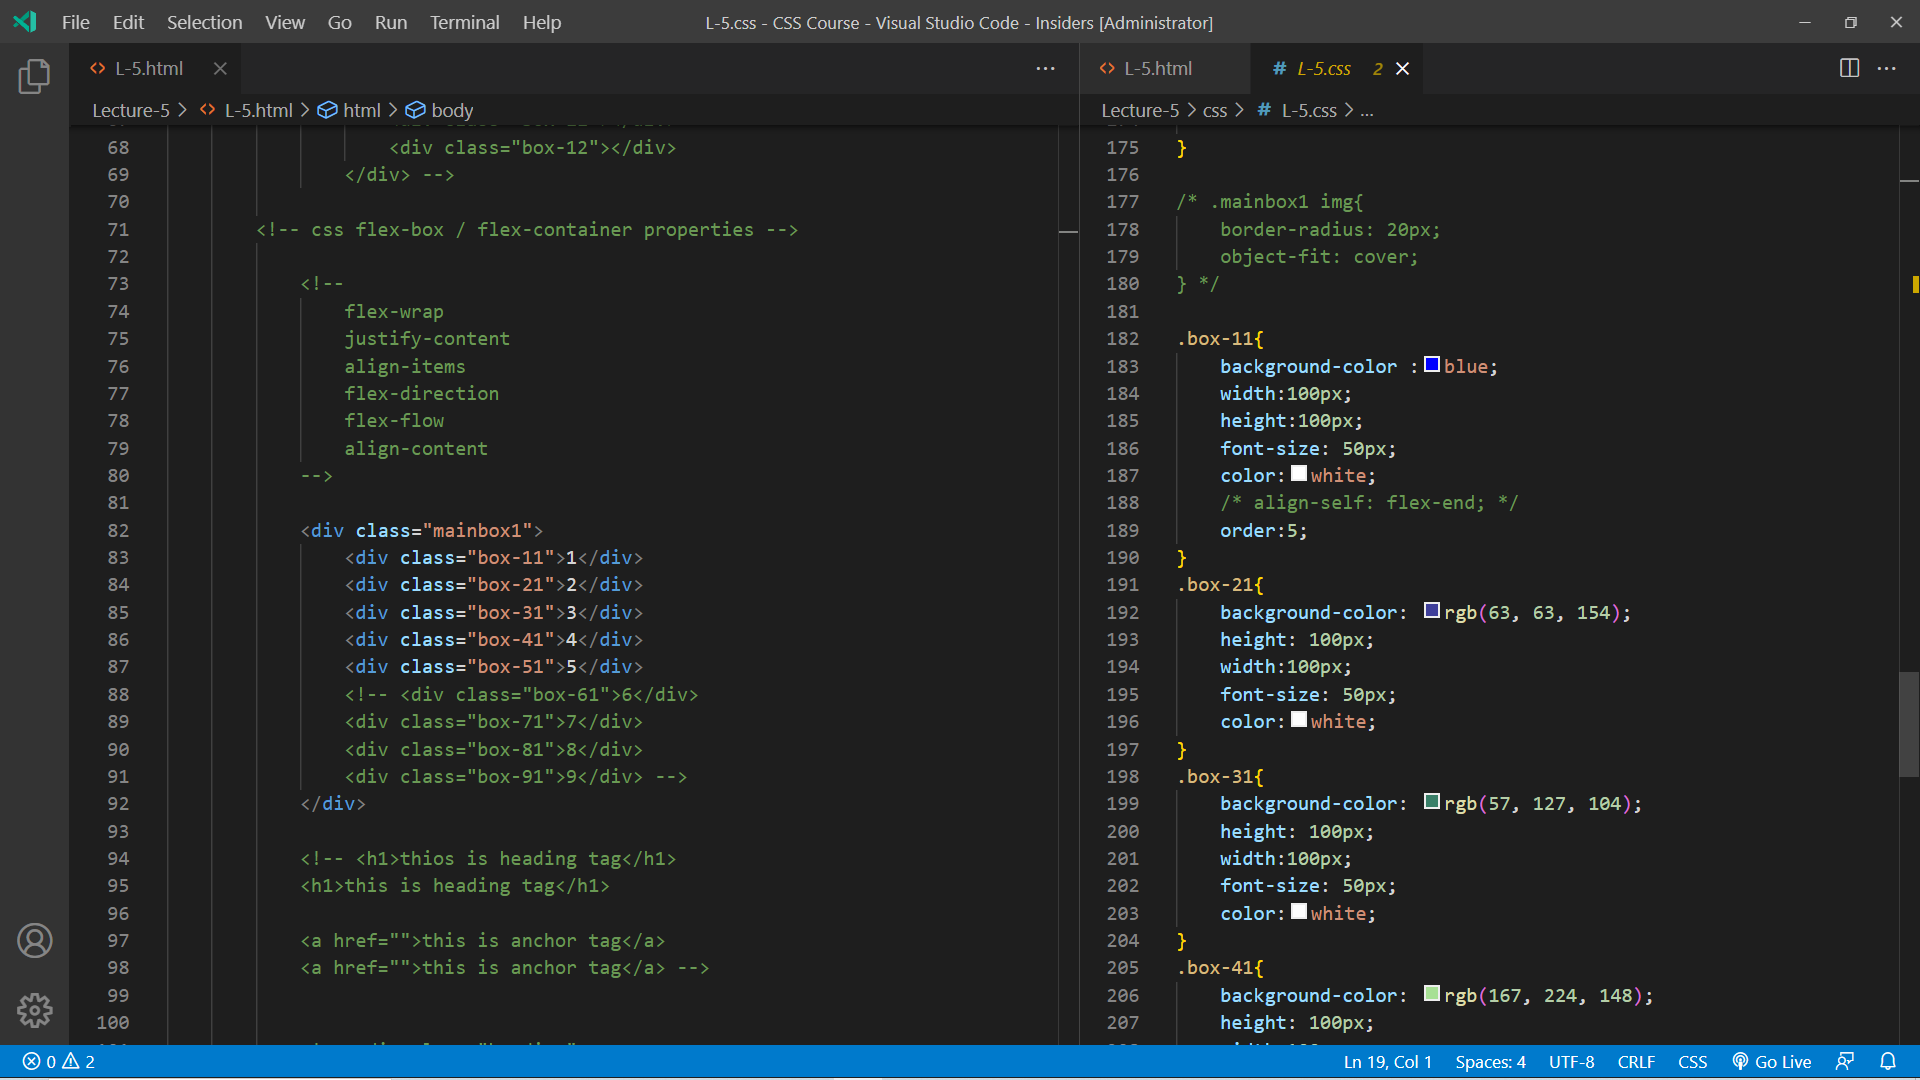 File Edit Selection View Go Run Terminal Help
L-5.css - CSS Course - Visual Studio Code - Insiders [Administrator]
L-5.html
Lecture-5 > L-5.html > html > body
68 <div class="box-12"></div>
69 </div> -->
70
71 <!-- css flex-box / flex-container properties -->
72
73 <!--
74 flex-wrap
75 justify-content
76 align-items
77 flex-direction
78 flex-flow
79 align-content
80 -->
81
82 <div class="mainbox1">
83 <div class="box-11">1</div>
84 <div class="box-21">2</div>
85 <div class="box-31">3</div>
86 <div class="box-41">4</div>
87 <div class="box-51">5</div>
88 <!-- <div class="box-61">6</div>
89 <div class="box-71">7</div>
90 <div class="box-81">8</div>
91 <div class="box-91">9</div> -->
92 </div>
93
94 <!-- <h1>thios is heading tag</h1>
95 <h1>this is heading tag</h1>
96
97 <a href="">this is anchor tag</a>
98 <a href="">this is anchor tag</a> -->
99
100
L-5.html # L-5.css 2
Lecture-5 > css > # L-5.css > ...
175 }
176
177 /* .mainbox1 img{
178 border-radius: 20px;
179 object-fit: cover;
180 } */
181
182 .box-11{
183 background-color :blue;
184 width:100px;
185 height:100px;
186 font-size: 50px;
187 color:white;
188 /* align-self: flex-end; */
189 order:5;
190 }
191 .box-21{
192 background-color: rgb(63, 63, 154);
193 height: 100px;
194 width:100px;
195 font-size: 50px;
196 color:white;
197 }
198 .box-31{
199 background-color: rgb(57, 127, 104);
200 height: 100px;
201 width:100px;
202 font-size: 50px;
203 color:white;
204 }
205 .box-41{
206 background-color: rgb(167, 224, 148);
207 height: 100px;
0 2
Ln 19, Col 1 Spaces: 4 UTF-8 CRLF CSS Go Live